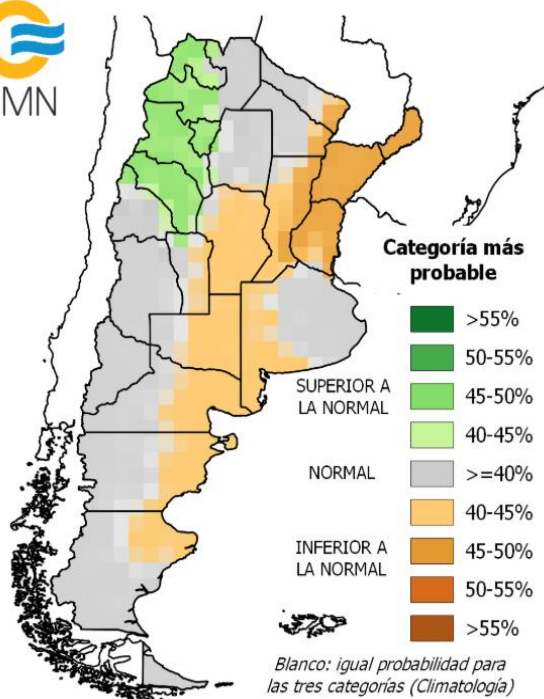 MN
Categoría más
probable
>55%
50-55%
SUPERIOR A
LA NORMAL
45-50%
40-45%
NORMAL
>=40%
40-45%
INFERIOR A
LA NORMAL
45-50%
50-55%
>55%
Blanco: igual probabilidad para
las tres categorías (Climatología)